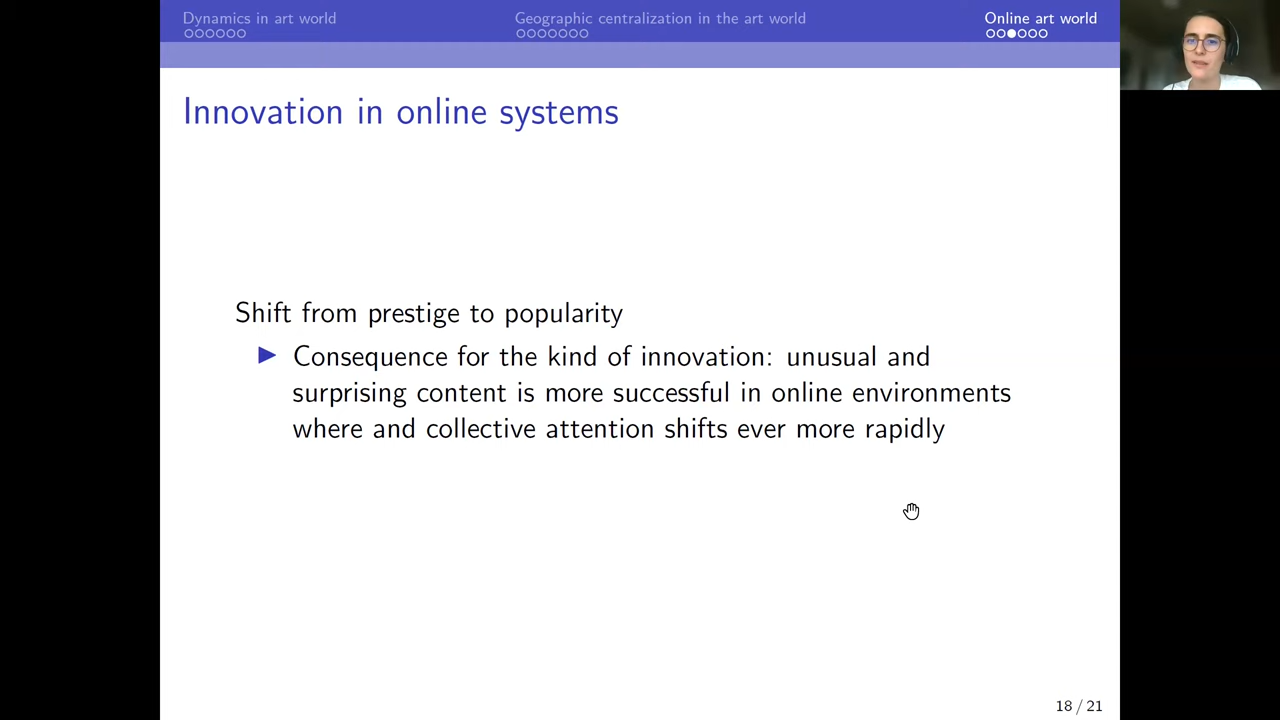 Dynamics in art world
Geographic centralization in the art world
Online art world
Innovation in online systems
Shift from prestige to popularity
Consequence for the kind of innovation: unusual and
surprising content is more successful in online environments
where and collective attention shifts ever more rapidly
18 / 21